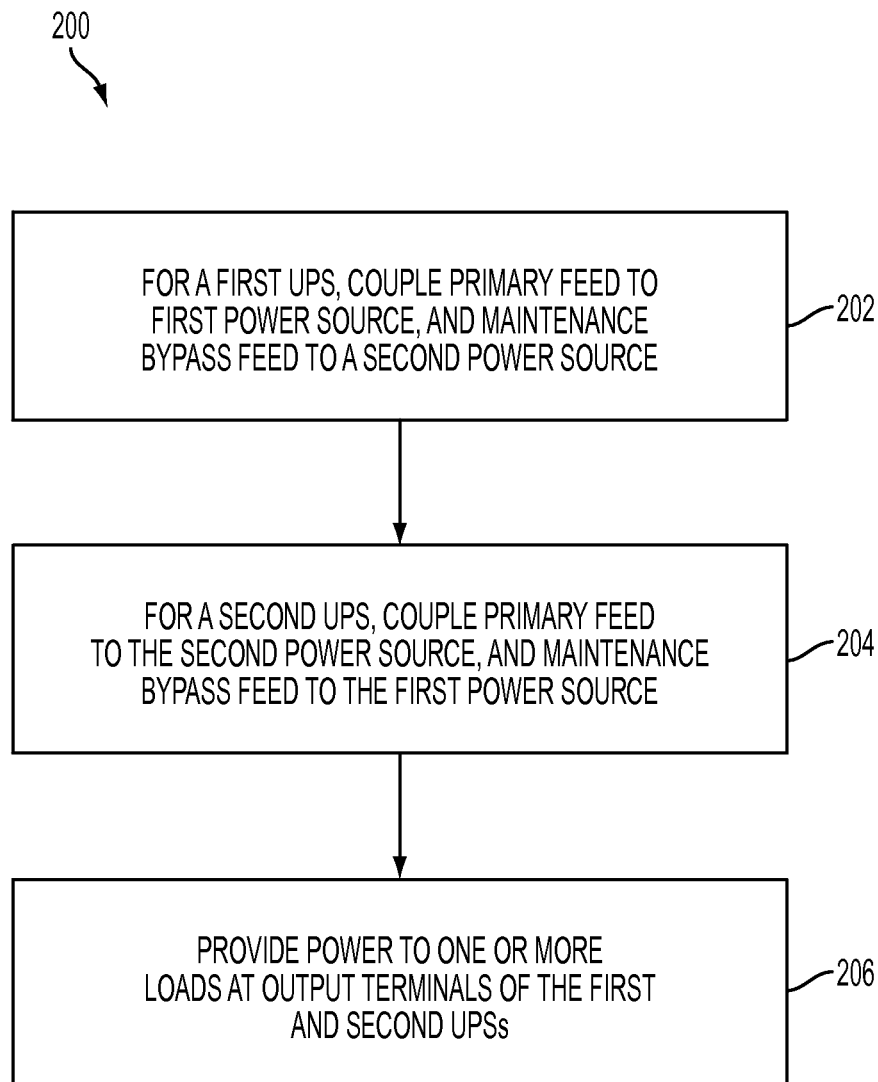 200
FOR A FIRST UPS, COUPLE PRIMARY FEED TO
FIRST POWER SOURCE, AND MAINTENANCE
BYPASS FEED TO A SECOND POWER SOURCE
202
FOR A SECOND UPS, COUPLE PRIMARY FEED
TO THE SECOND POWER SOURCE, AND MAINTENANCE
BYPASS FEED TO THE FIRST POWER SOURCE
204
PROVIDE POWER TO ONE OR MORE
LOADS AT OUTPUT TERMINALS OF THE FIRST
AND SECOND UPSs
206